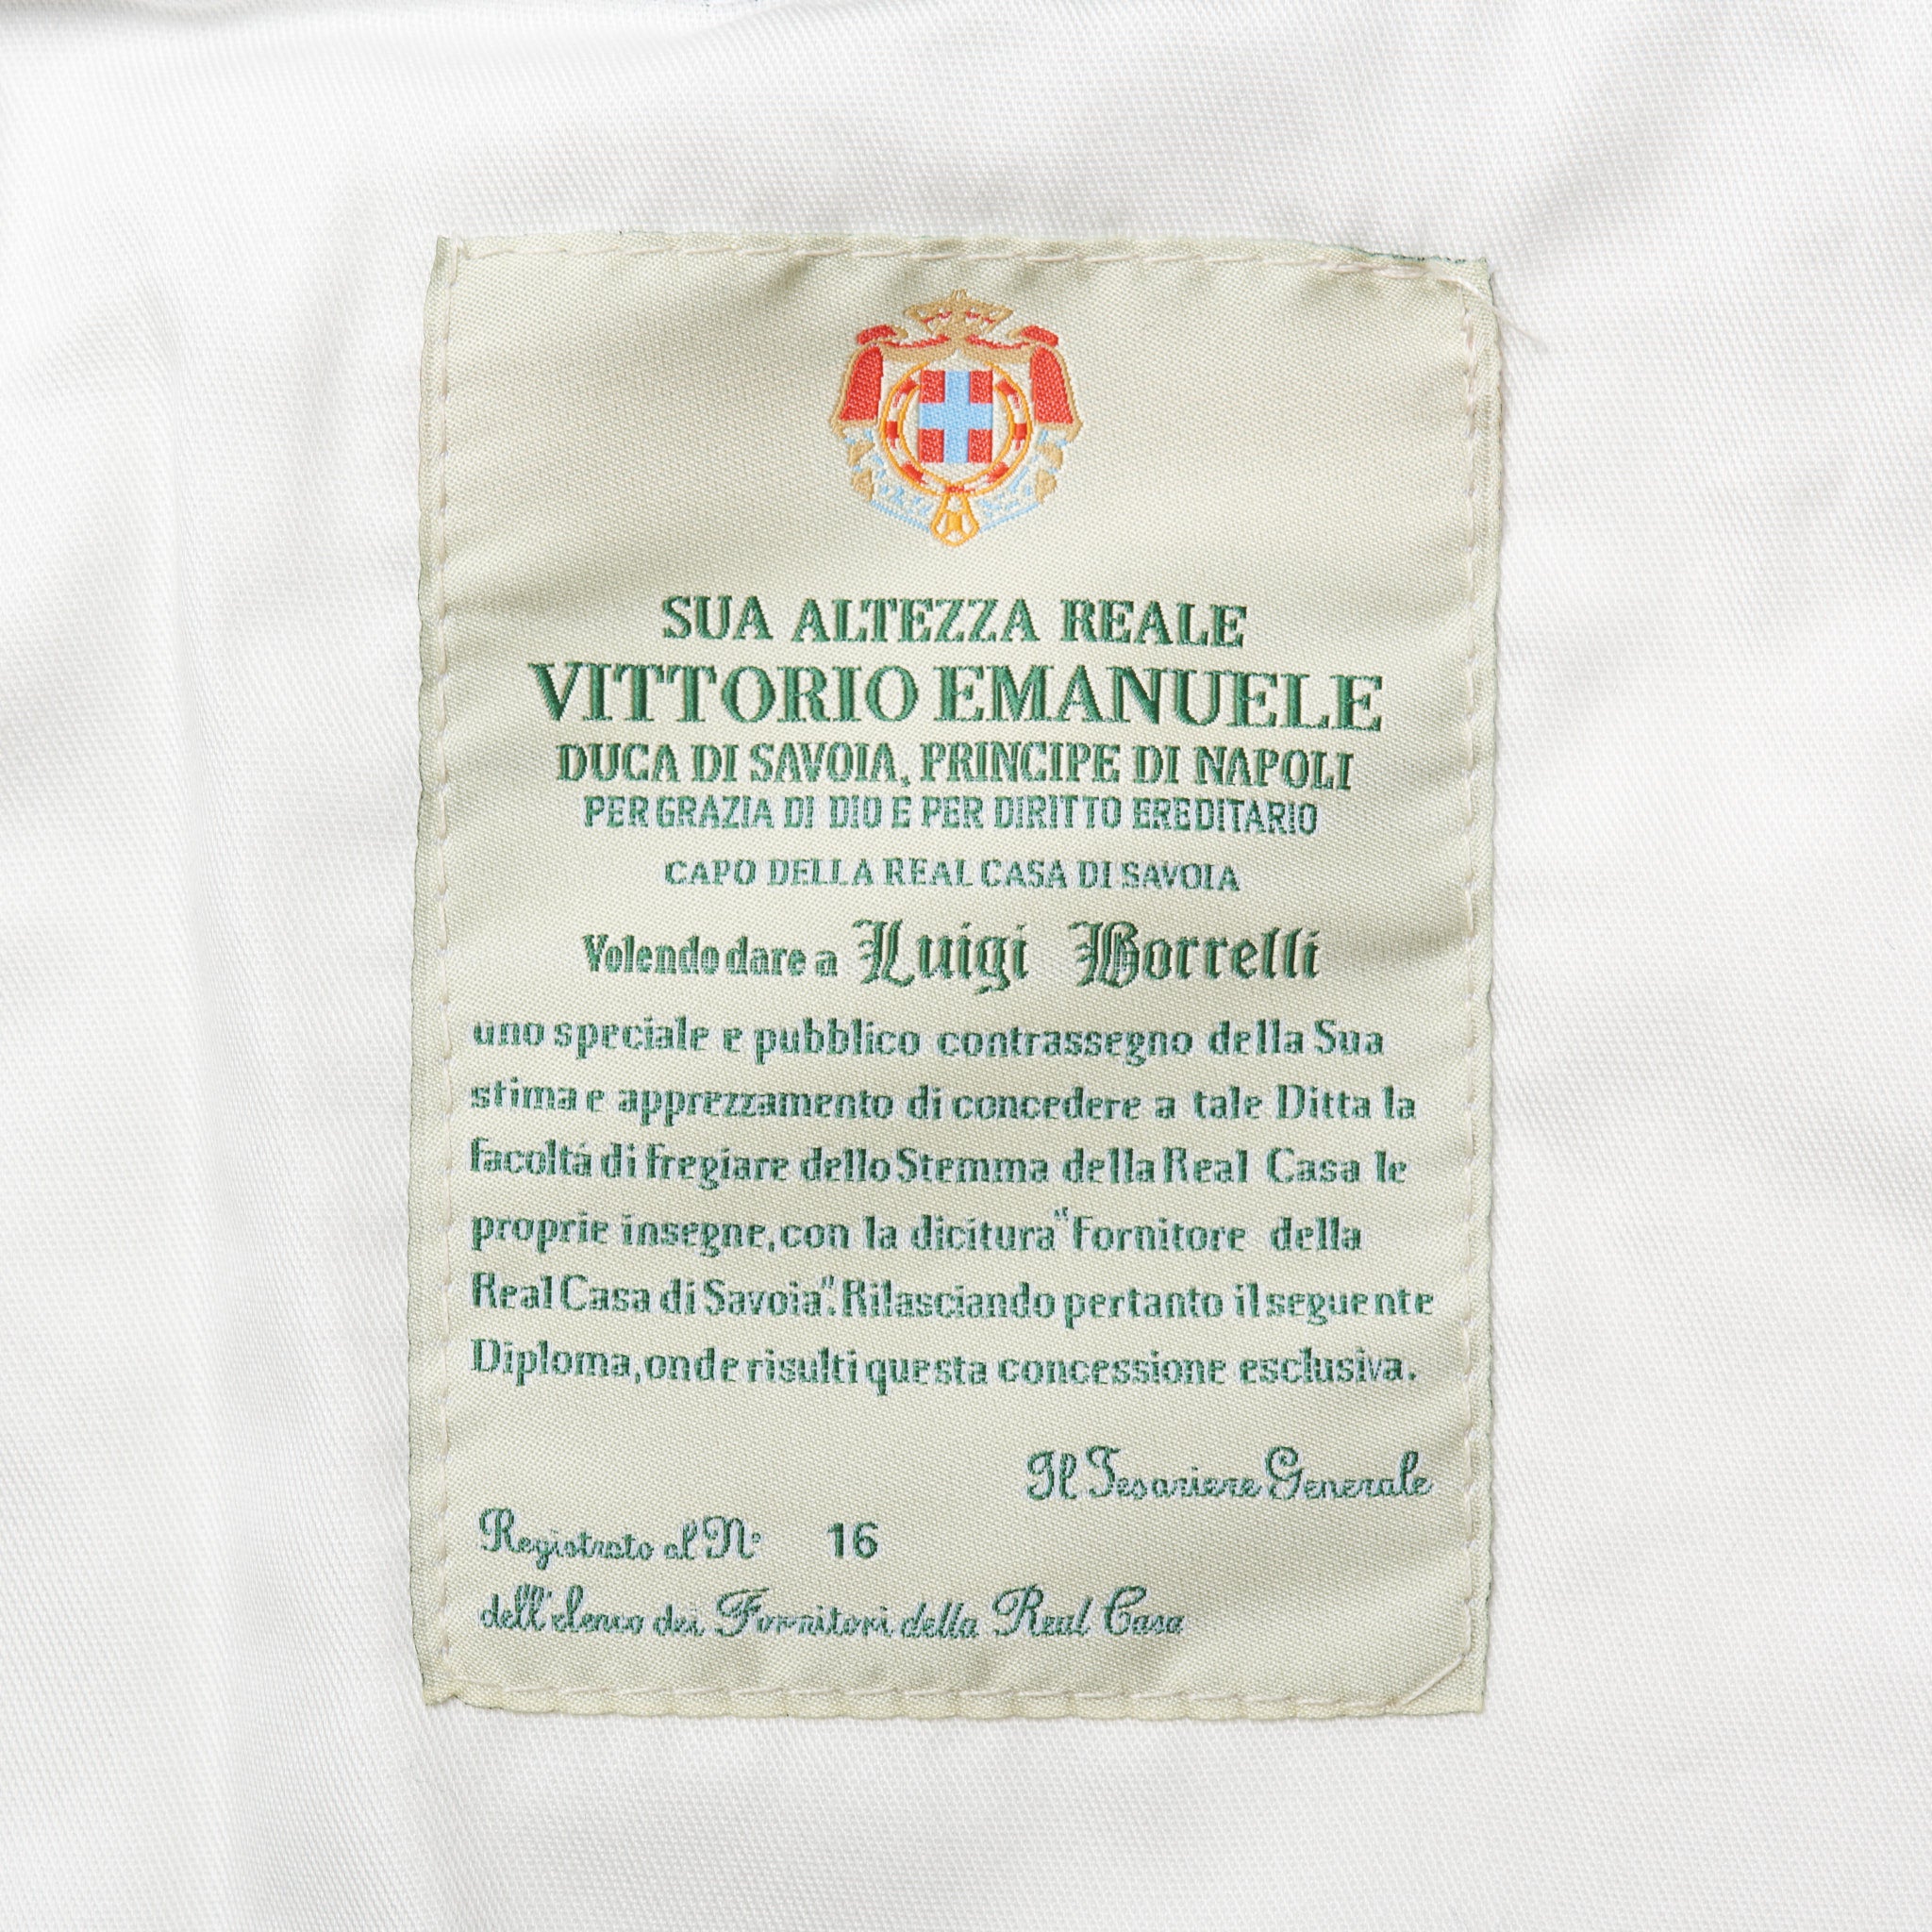 SUA ALTEZZA REALE
VITTORIO EMANUELE
DUCA DI SAVOIA, PRINCIPE DI NAPOLI
PER GRAZIA DI DIO E PER DIRITTO EREDITARIO
CAPO DELLA REAL CASA DI SAVOIA
Volendo dare a Luigi Borrelli
uno speciale e pubblico contrassegno della Sua
stima e apprezzamento di concedere a tale Ditta la
facoltá di fregiare dello Stemma della Real Casa le
proprie insegne, con la dicitura "Fornitore della
Real Casa di Savoia". Rilasciando pertanto il seguente
Diploma, onde risulti questa concessione esclusiva.
Il Tesoriere Generale
Registrato al N° 16
dell'elenco dei Fornitori della Real Casa